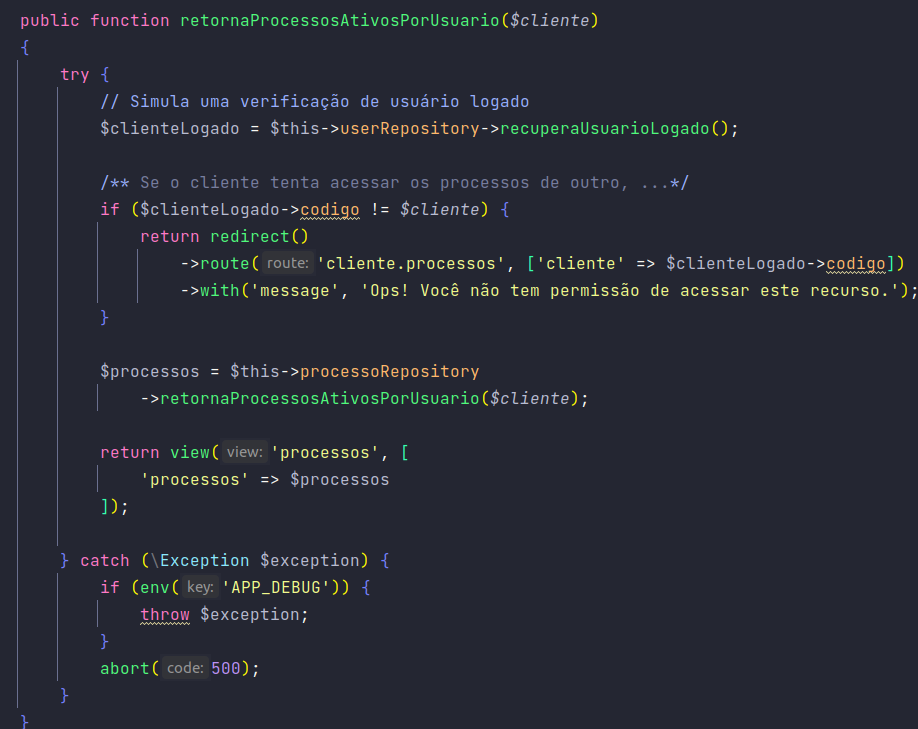 public function retornaProcessosAtivosPorUsuario($cliente)
{
try {
// Simula uma verificação de usuário logado
$clienteLogado = $this->userRepository->recuperaUsuarioLogado();
/** Se o cliente tenta acessar os processos de outro, ...*/
if ($clienteLogado->codigo != $cliente) {
return redirect()
->route( route: 'cliente.processos', ['cliente' => $clienteLogado->codigo])
->with('message', 'Ops! Você não tem permissão de acessar este recurso.');
}
$processos = $this->processoRepository
->retornaProcessosAtivosPorUsuario($cliente);
return view( view: 'processos', [
'processos' => $processos
]);
} catch (\Exception $exception) {
if (env( key: 'APP_DEBUG')) {
throw $exception;
}
abort( code: 500);
}
}